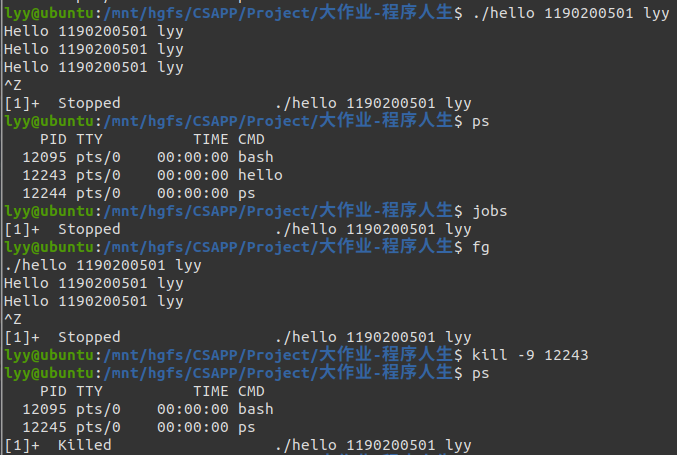 lyy@ubuntu:/mnt/hgfs/CSAPP/Project/大作业-程序人生$ ./hello 1190200501 lyy
Hello 1190200501 lyy
Hello 1190200501 lyy
Hello 1190200501 lyy
^Z
[1]+  Stopped                 ./hello 1190200501 lyy
lyy@ubuntu:/mnt/hgfs/CSAPP/Project/大作业-程序人生$ ps
    PID TTY          TIME CMD
  12095 pts/0    00:00:00 bash
  12243 pts/0    00:00:00 hello
  12244 pts/0    00:00:00 ps
lyy@ubuntu:/mnt/hgfs/CSAPP/Project/大作业-程序人生$ jobs
[1]+  Stopped                 ./hello 1190200501 lyy
lyy@ubuntu:/mnt/hgfs/CSAPP/Project/大作业-程序人生$ fg
./hello 1190200501 lyy
Hello 1190200501 lyy
Hello 1190200501 lyy
^Z
[1]+  Stopped                 ./hello 1190200501 lyy
lyy@ubuntu:/mnt/hgfs/CSAPP/Project/大作业-程序人生$ kill -9 12243
lyy@ubuntu:/mnt/hgfs/CSAPP/Project/大作业-程序人生$ ps
    PID TTY          TIME CMD
  12095 pts/0    00:00:00 bash
  12245 pts/0    00:00:00 ps
[1]+  Killed                  ./hello 1190200501 lyy